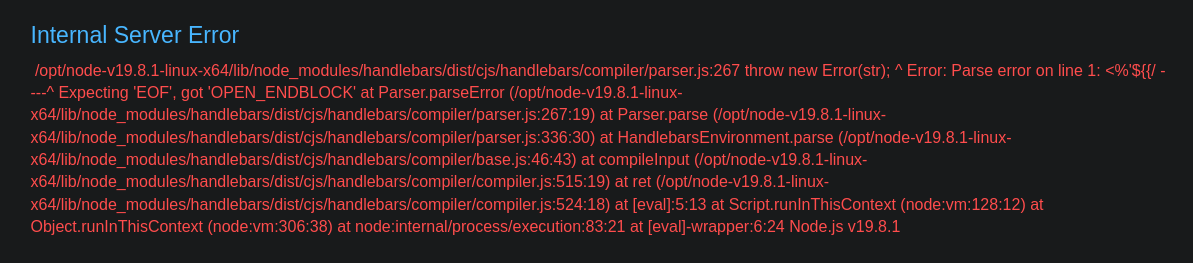 Internal Server Error
/opt/node-v19.8.1-linux-x64/lib/node_modules/handlebars/dist/cjs/handlebars/compiler/parser.js:267 throw new Error(str); ^ Error: Parse error on line 1: <%'${{/ -
---^ Expecting 'EOF', got 'OPEN_ENDBLOCK' at Parser.parseError (/opt/node-v19.8.1-linux-
x64/lib/node_modules/handlebars/dist/cjs/handlebars/compiler/parser.js:267:19) at Parser.parse (/opt/node-v19.8.1-linux-
x64/lib/node_modules/handlebars/dist/cjs/handlebars/compiler/parser.js:336:30) at HandlebarsEnvironment.parse (/opt/node-v19.8.1-linux-
x64/lib/node_modules/handlebars/dist/cjs/handlebars/compiler/base.js:46:43) at compileInput (/opt/node-v19.8.1-linux-
x64/lib/node_modules/handlebars/dist/cjs/handlebars/compiler/compiler.js:515:19) at ret (/opt/node-v19.8.1-linux-
x64/lib/node_modules/handlebars/dist/cjs/handlebars/compiler/compiler.js:524:18) at [eval]:5:13 at Script.runInThisContext (node:vm:128:12) at
Object.runInThisContext (node:vm:306:38) at node:internal/process/execution:83:21 at [eval]-wrapper:6:24 Node.js v19.8.1